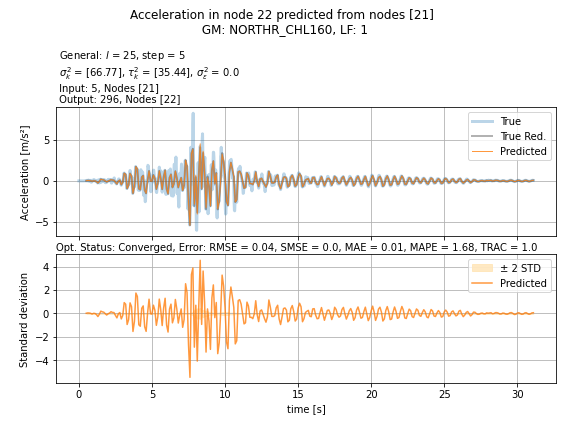 Acceleration in node 22 predicted from nodes [21]
GM: NORTHR_CHL160, LF: 1
General: l = 25, step = 5
σ²ₖ = [66.77], τ²ₖ = [35.44], σ²ε = 0.0
Input: 5, Nodes [21]
Output: 296, Nodes [22]
Acceleration [m/s²]
5
0
−5
True
True Red.
Predicted
Opt. Status: Converged, Error: RMSE = 0.04, SMSE = 0.0, MAE = 0.01, MAPE = 1.68, TRAC = 1.0
Standard deviation
4
2
0
−2
−4
± 2 STD
Predicted
0 5 10 15 20 25 30
time [s]